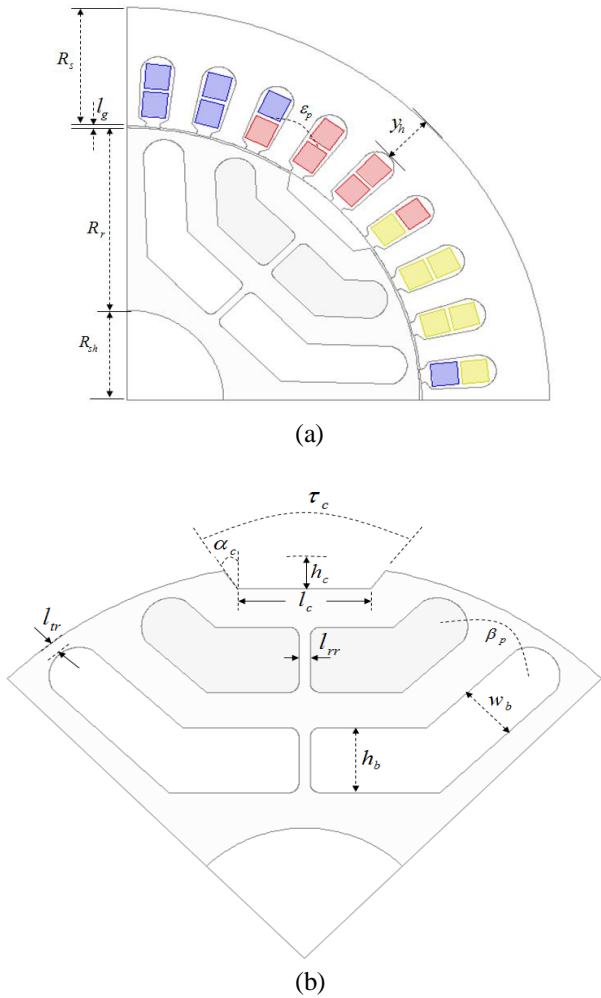 R_s
l_g
ε_p
y_h
R_r
R_sh
(a)
τ_c
α_c
h_c
l_c
l_tr
l_rr
β_p
w_b
h_b
(b)